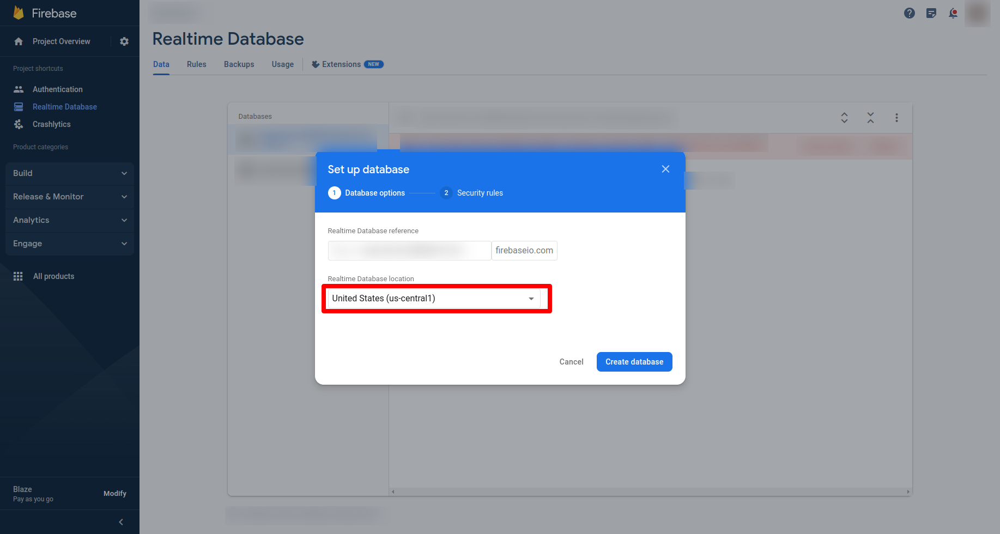 Firebase
Project Overview
Project shortcuts
Authentication
Realtime Database
Crashlytics
Product categories
Build
Release & Monitor
Analytics
Engage
All products
Blaze
Pay as you go
Modify
Realtime Database
Data Rules Backups Usage Extensions NEW
Databases
Set up database
1 Database options 2 Security rules
Realtime Database reference
firebaseio.com
Realtime Database location
United States (us-central1)
Cancel Create database